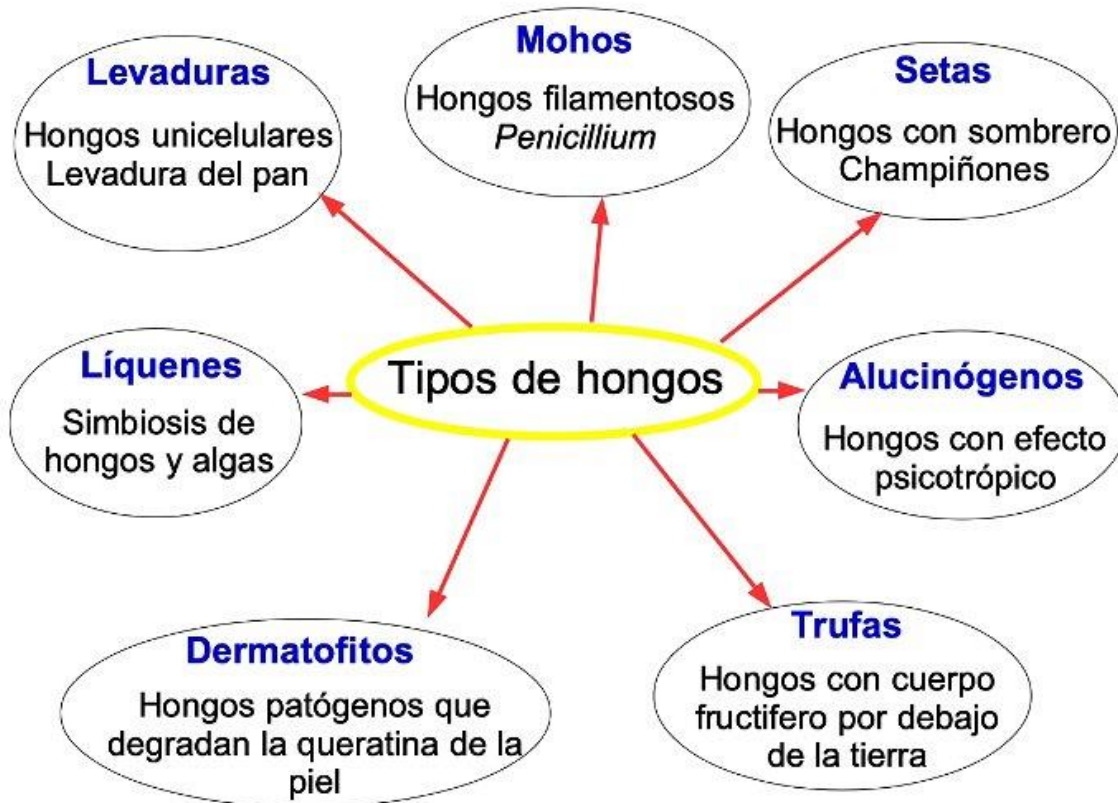 Levaduras
Hongos unicelulares
Levadura del pan
Mohos
Hongos filamentosos
Penicillium
Setas
Hongos con sombrero
Champiñones
Líquenes
Simbiosis de
hongos y algas
Tipos de hongos
Alucinógenos
Hongos con efecto
psicotrópico
Dermatofitos
Hongos patógenos que
degradan la queratina de la
piel
Trufas
Hongos con cuerpo
fructifero por debajo
de la tierra